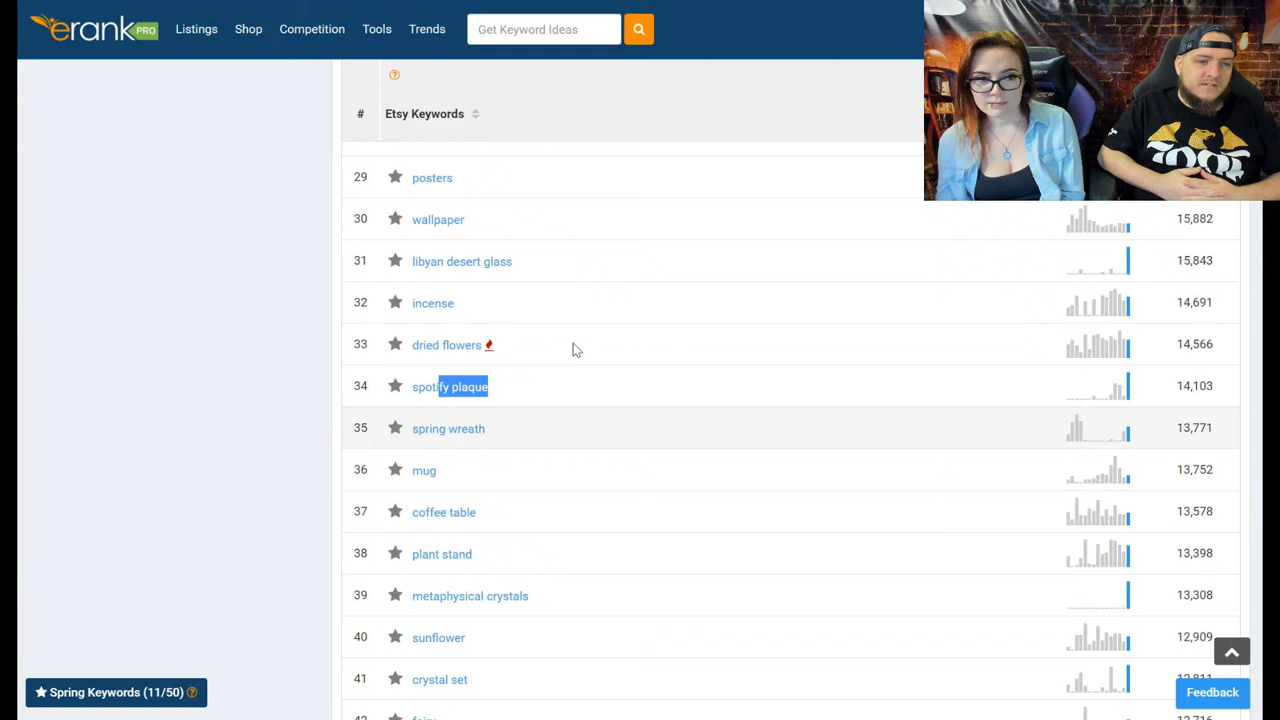 erank PRO Listings Shop Competition Tools Trends Get Keyword Ideas
# Etsy Keywords
29 posters
30 wallpaper 15,882
31 libyan desert glass 15,843
32 incense 14,691
33 dried flowers 14,566
34 spotify plaque 14,103
35 spring wreath 13,771
36 mug 13,752
37 coffee table 13,578
38 plant stand 13,398
39 metaphysical crystals 13,308
40 sunflower 12,909
41 crystal set
Spring Keywords (11/50)
Feedback